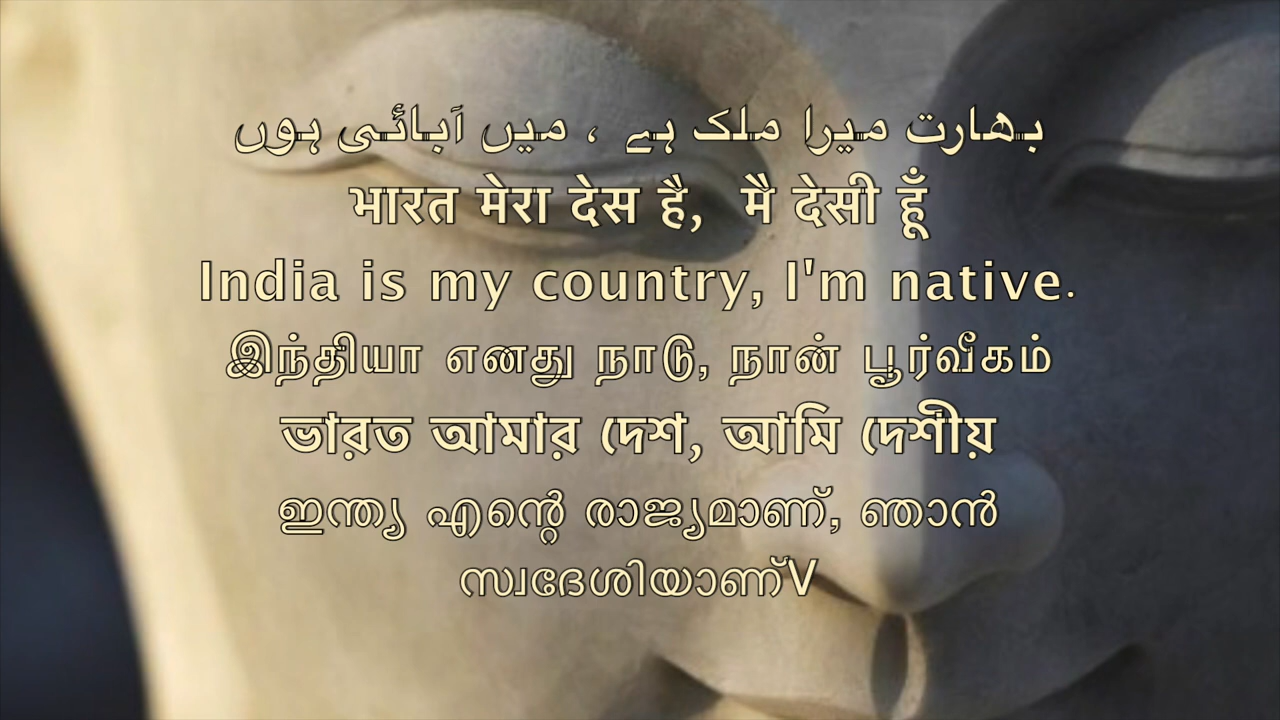 بھارت میرا ملک ہے ، میں آبائی ہوں
भारत मेरा देस है, मै देसी हूँ
India is my country, I'm native.
இந்தியா எனது நாடு, நான் பூர்வீகம்
ভারত আমার দেশ, আমি দেশীয়
ഇന്ത്യ എന്റെ രാജ്യമാണ്, ഞാൻ
സ്വദേശിയാണ്V